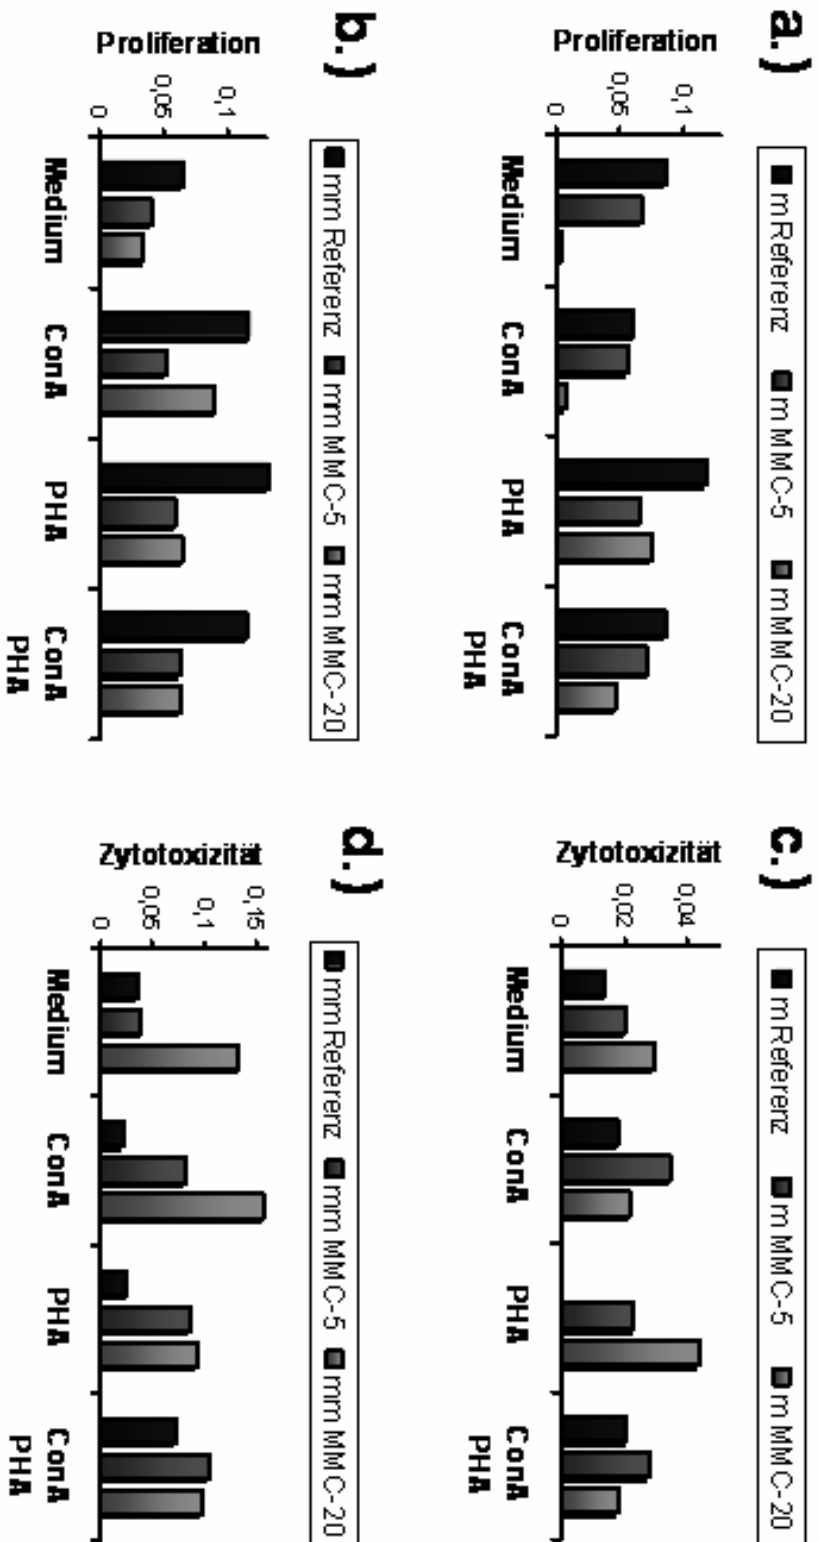 a.)
m Referenz m MMC-5 m MMC-20
Proliferation
0,1
0,05
0
Medium ConA PHA ConA
PHA
b.)
mm Referenz mm MMC-5 mm MMC-20
Proliferation
0,1
0,05
0
Medium ConA PHA ConA
PHA
c.)
m Referenz m MMC-5 m MMC-20
Zytotoxizität
0,04
0,02
0
Medium ConA PHA ConA
PHA
d.)
mm Referenz mm MMC-5 mm MMC-20
Zytotoxizität
0,15
0,1
0,05
0
Medium ConA PHA ConA
PHA